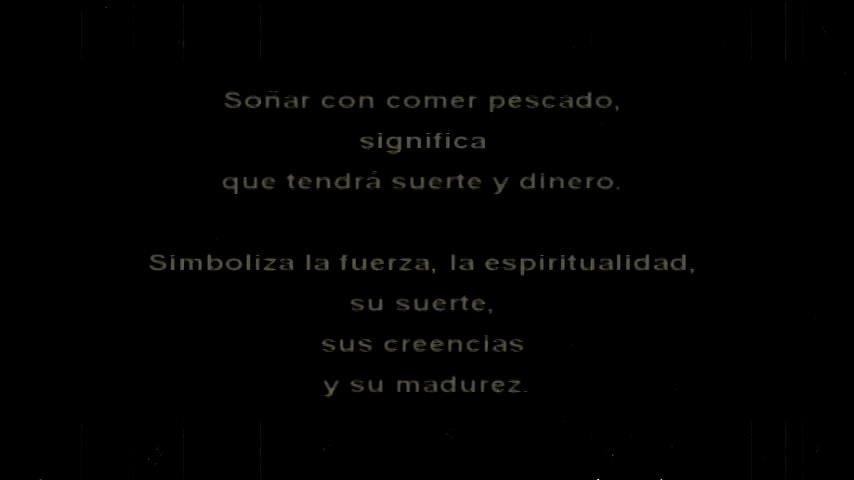 Soñar con comer pescado,
significa
que tendrá suerte y dinero.
Simboliza la fuerza, la espiritualidad,
su suerte,
sus creencias
y su madurez.